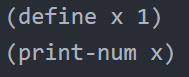 (define x 1)
(print-num x)